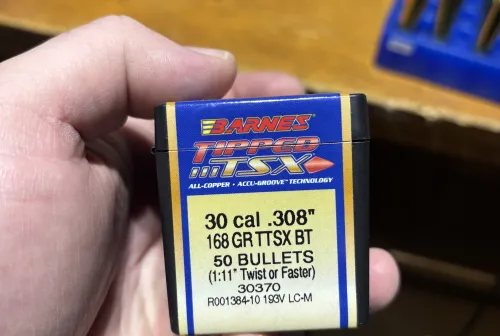 BARNES
TIPPED
TSX
ALL-COPPER • ACCU-GROOVE™ TECHNOLOGY
30 cal .308"
168 GR TTSX BT
50 BULLETS
(1:11" Twist or Faster)
30370
R001384-10 193V LC-M